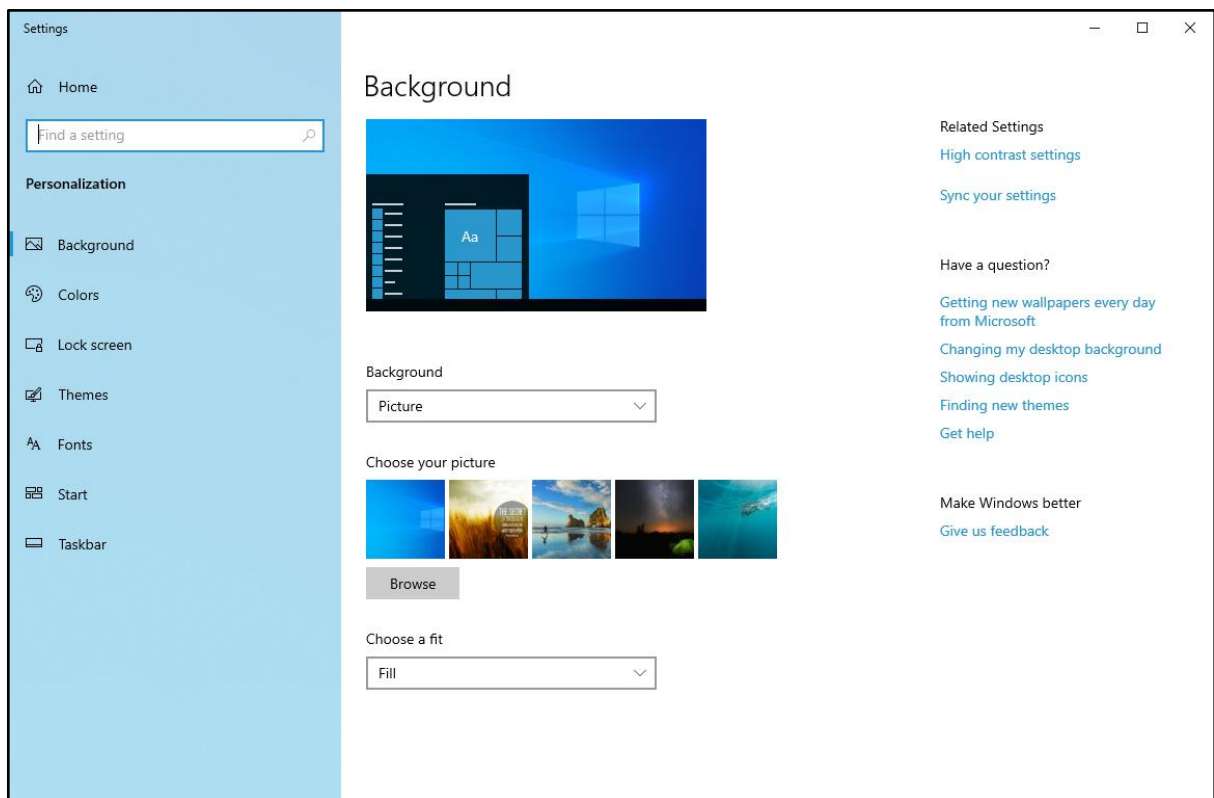 Settings
Home
Find a setting
Personalization
Background
Colors
Lock screen
Themes
Fonts
Start
Taskbar
Background
Aa
Background
Picture
Choose your picture
THE SECRET
Browse
Choose a fit
Fill
Related Settings
High contrast settings
Sync your settings
Have a question?
Getting new wallpapers every day
from Microsoft
Changing my desktop background
Showing desktop icons
Finding new themes
Get help
Make Windows better
Give us feedback